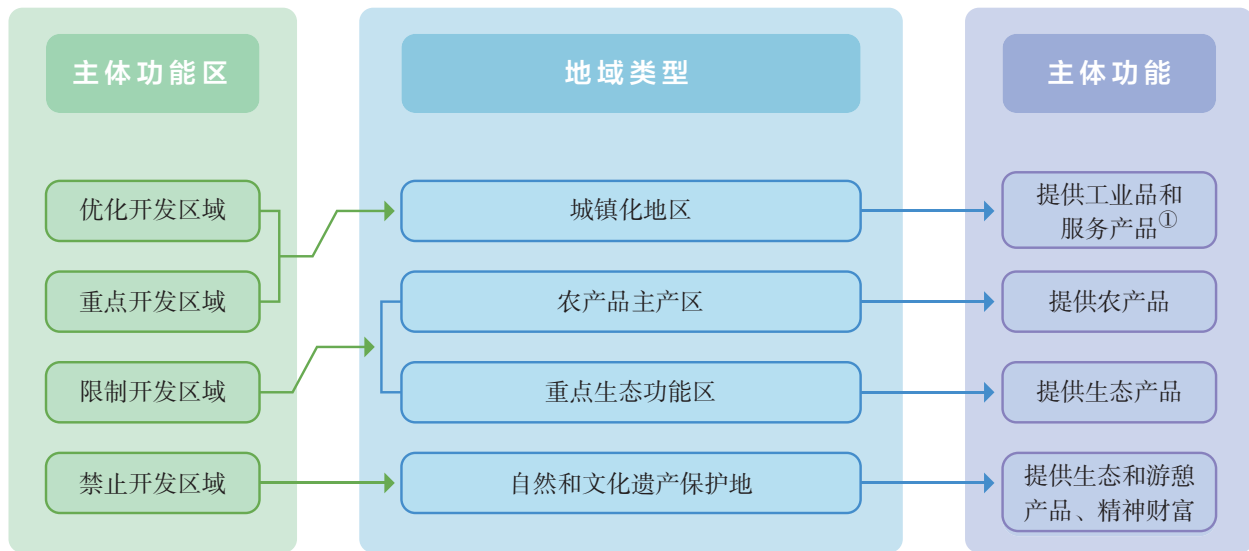 主体功能区
地域类型
主体功能
优化开发区域
城镇化地区
提供工业品和
服务产品①
重点开发区域
农产品主产区
提供农产品
限制开发区域
重点生态功能区
提供生态产品
禁止开发区域
自然和文化遗产保护地
提供生态和游憩
产品、精神财富